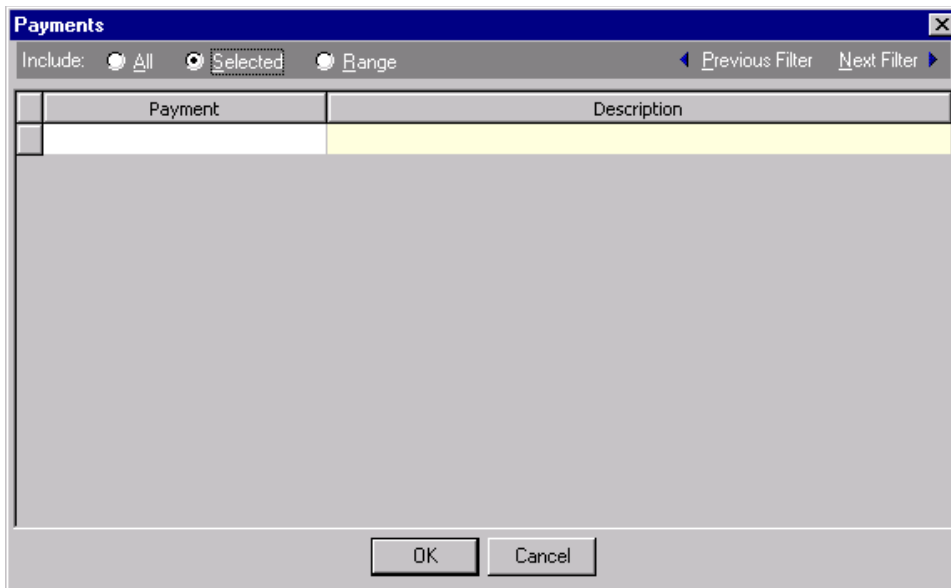 Payments
Include: All Selected Range Previous Filter Next Filter
Payment Description
OK Cancel